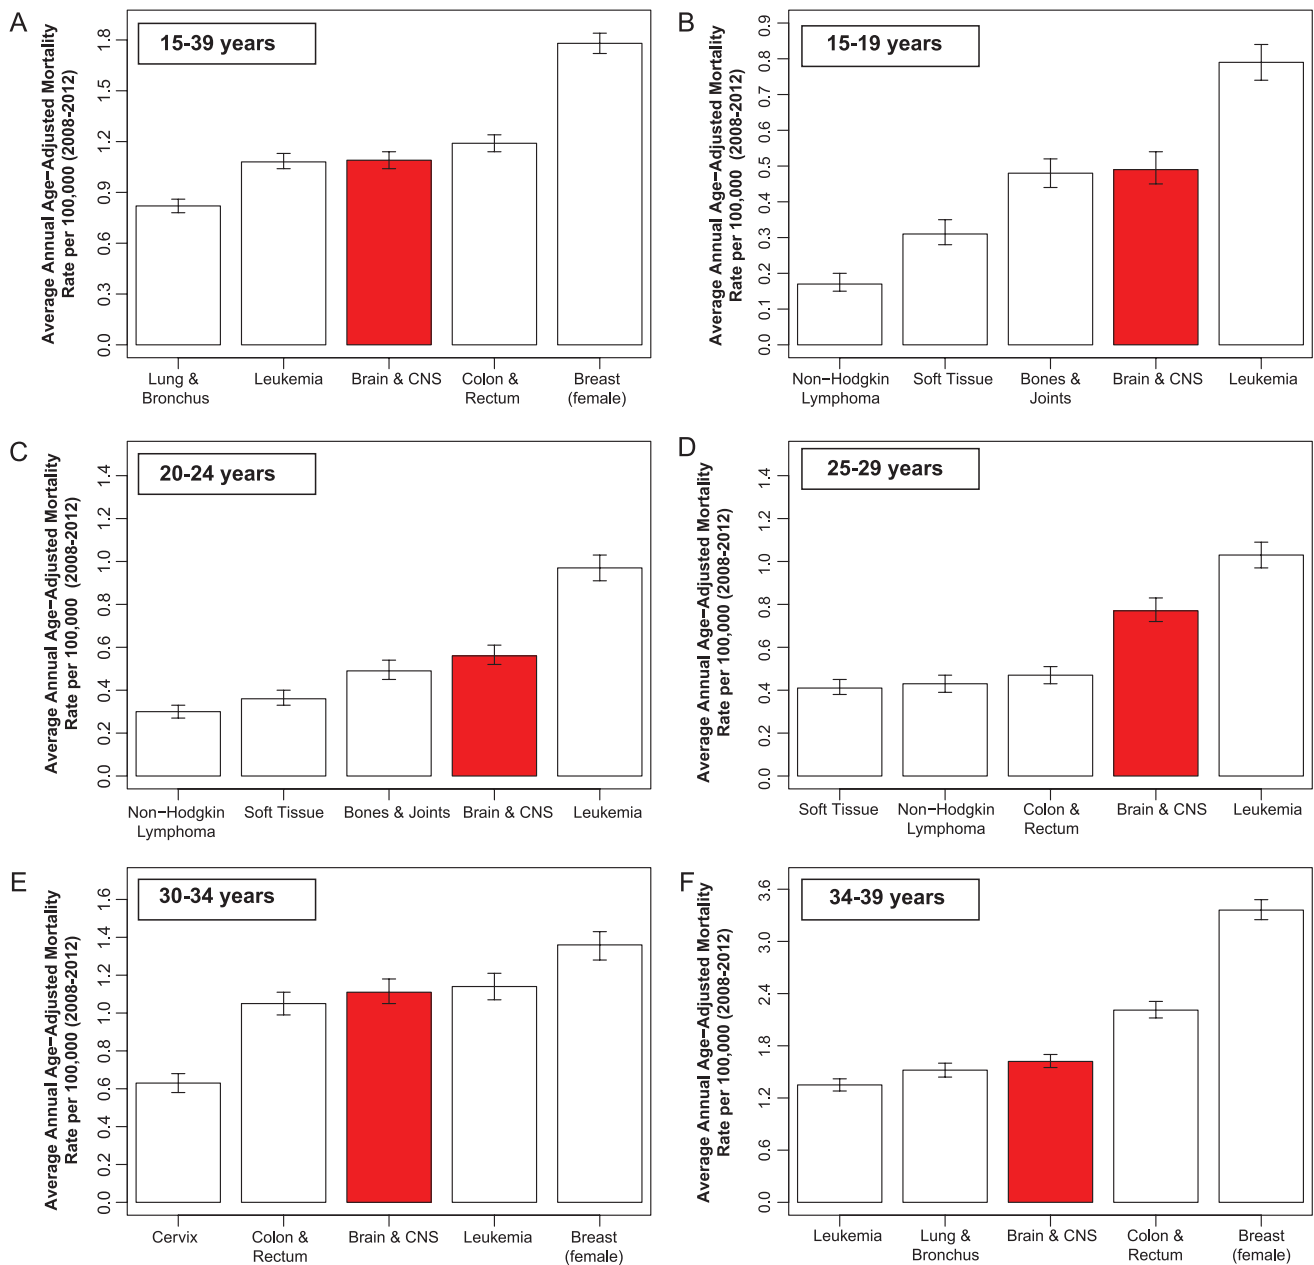 A
15-39 years
Average Annual Age−Adjusted Mortality
Rate per 100,000 (2008-2012)
1.8
1.5
1.2
0.9
0.6
0.3
0.0
Lung &
Bronchus
Leukemia
Brain & CNS
Colon &
Rectum
Breast
(female)
B
15-19 years
Average Annual Age−Adjusted Mortality
Rate per 100,000 (2008-2012)
0.9
0.8
0.7
0.6
0.5
0.4
0.3
0.2
0.1
0.0
Non−Hodgkin
Lymphoma
Soft Tissue
Bones &
Joints
Brain & CNS
Leukemia
C
20-24 years
Average Annual Age−Adjusted Mortality
Rate per 100,000 (2008-2012)
1.4
1.2
1.0
0.8
0.6
0.4
0.2
0.0
Non−Hodgkin
Lymphoma
Soft Tissue
Bones & Joints
Brain & CNS
Leukemia
D
25-29 years
Average Annual Age−Adjusted Mortality
Rate per 100,000 (2008-2012)
1.4
1.2
1.0
0.8
0.6
0.4
0.2
0.0
Soft Tissue
Non−Hodgkin
Lymphoma
Colon &
Rectum
Brain & CNS
Leukemia
E
30-34 years
Average Annual Age−Adjusted Mortality
Rate per 100,000 (2008-2012)
1.6
1.4
1.2
1.0
0.8
0.6
0.4
0.2
0.0
Cervix
Colon &
Rectum
Brain & CNS
Leukemia
Breast
(female)
F
34-39 years
Average Annual Age−Adjusted Mortality
Rate per 100,000 (2008-2012)
3.6
3.0
2.4
1.8
1.2
0.6
0.0
Leukemia
Lung &
Bronchus
Brain & CNS
Colon &
Rectum
Breast
(female)